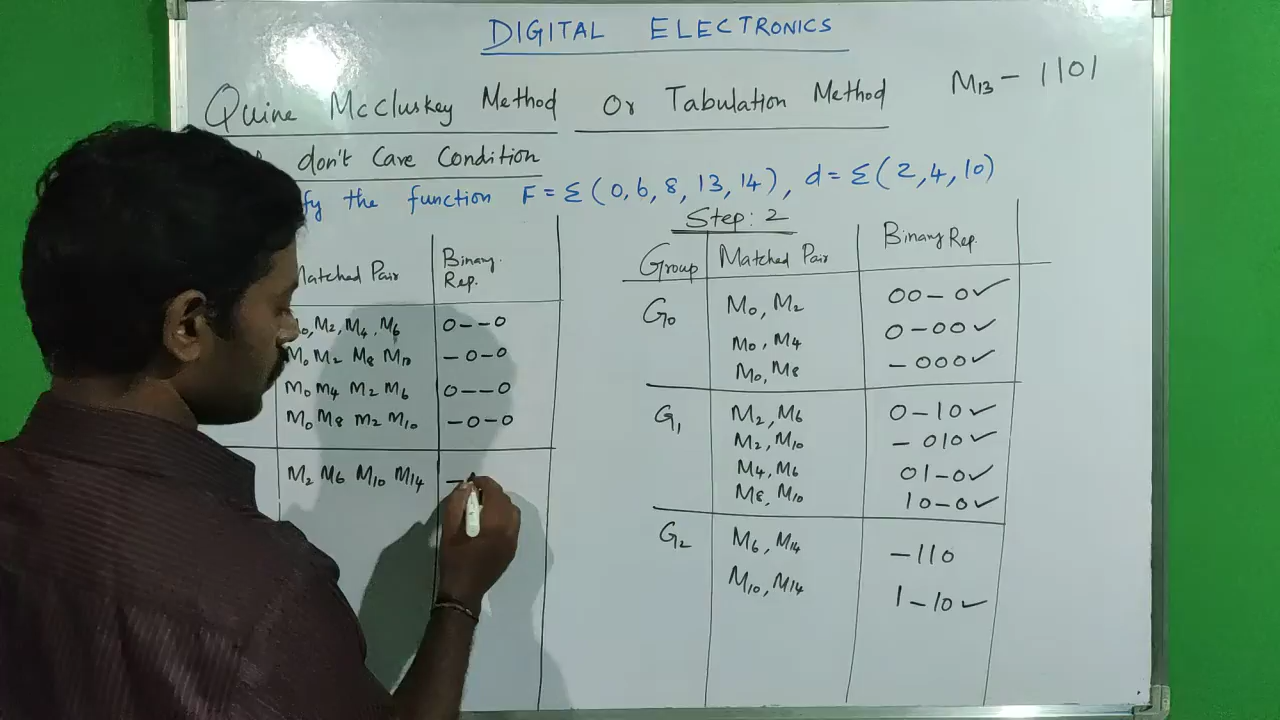 DIGITAL ELECTRONICS
Quine McCluskey Method Or Tabulation Method
M13 - 1101
don't Care Condition
the function F = Σ(0,6,8,13,14), d = Σ(2,4,10)
Step: 2
Matched Pair Binary Rep.
M2, M4, M6 0--0
M0 M2 M8 M10 -0-0
M0 M4 M2 M6 0--0
M0 M8 M2 M10 -0-0
M2 M6 M10 M14 -
Group Matched Pair Binary Rep.
G0 M0, M2 00-0✓
M0, M4 0-00✓
M0, M8 -000✓
G1 M2, M6 0-10✓
M2, M10 -010✓
M4, M6 01-0✓
M8, M10 10-0✓
G2 M6, M14 -110
M10, M14 1-10✓